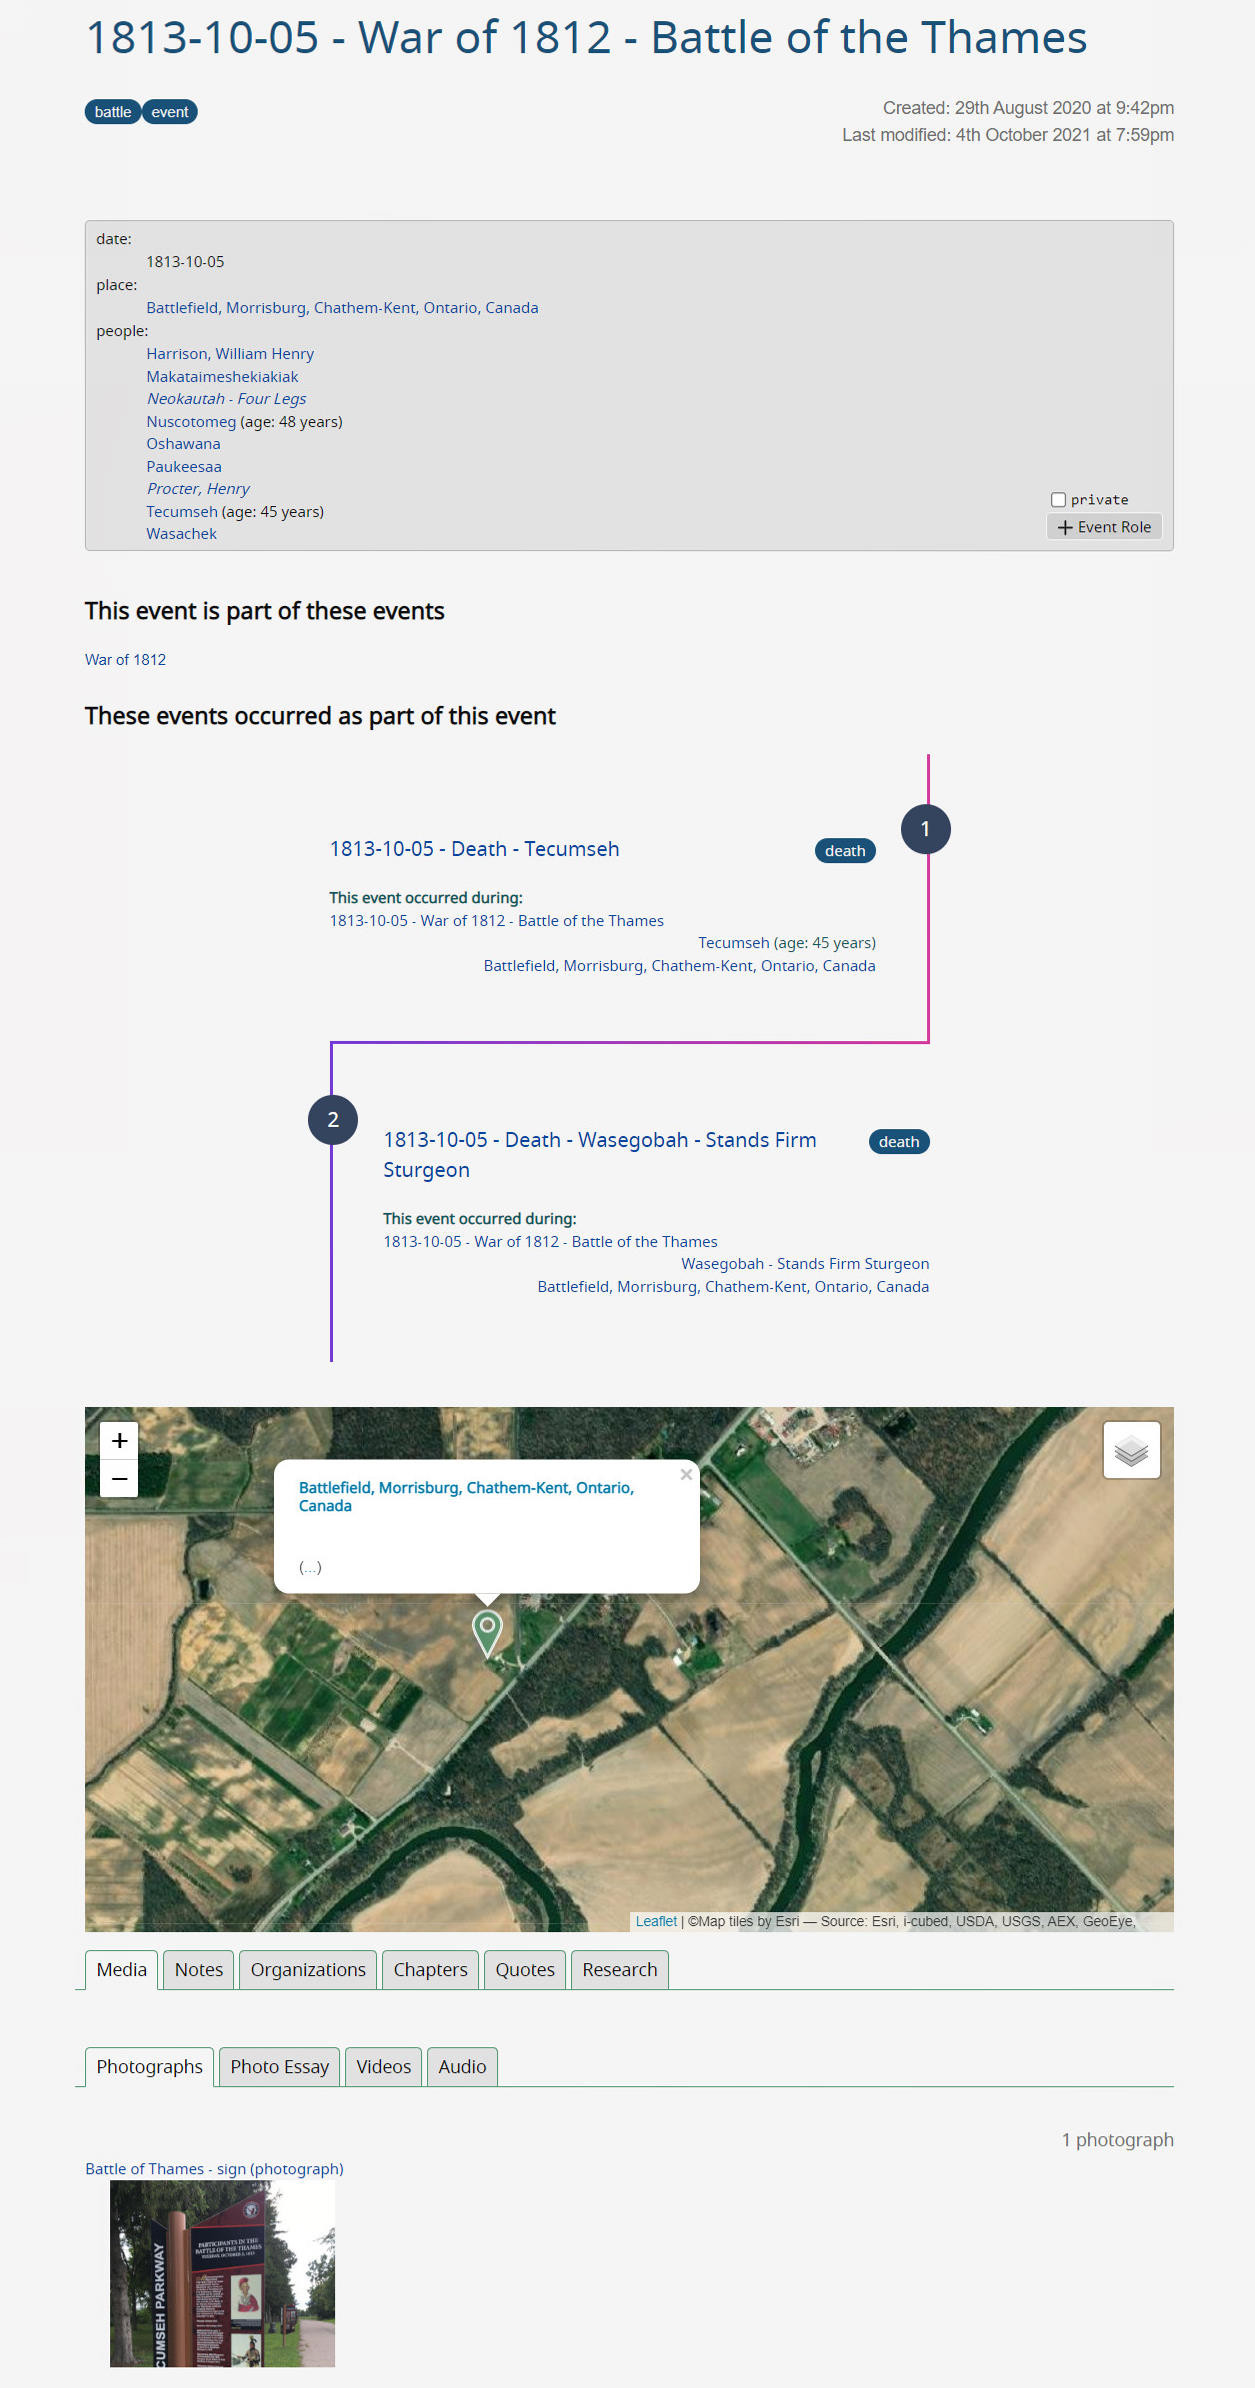 1813-10-05 - War of 1812 - Battle of the Thames
battle event
Created: 29th August 2020 at 9:42pm
Last modified: 4th October 2021 at 7:59pm
date:
1813-10-05
place:
Battlefield, Morrisburg, Chathem-Kent, Ontario, Canada
people:
Harrison, William Henry
Makataimeshekiakiak
Neokautah - Four Legs
Nuscotomeg (age: 48 years)
Oshawana
Paukeesaa
Procter, Henry
Tecumseh (age: 45 years)
Wasachek
private
+ Event Role
This event is part of these events
War of 1812
These events occurred as part of this event
1
1813-10-05 - Death - Tecumseh
death
This event occurred during:
1813-10-05 - War of 1812 - Battle of the Thames
Tecumseh (age: 45 years)
Battlefield, Morrisburg, Chathem-Kent, Ontario, Canada
2
1813-10-05 - Death - Wasegobah - Stands Firm
Sturgeon
death
This event occurred during:
1813-10-05 - War of 1812 - Battle of the Thames
Wasegobah - Stands Firm Sturgeon
Battlefield, Morrisburg, Chathem-Kent, Ontario, Canada
+
−
×
Battlefield, Morrisburg, Chathem-Kent, Ontario,
Canada
(...)
Leaflet | ©Map tiles by Esri — Source: Esri, i-cubed, USDA, USGS, AEX, GeoEye,
Media Notes Organizations Chapters Quotes Research
Photographs Photo Essay Videos Audio
1 photograph
Battle of Thames - sign (photograph)
CUMSEH PARKWAY
PARTICIPANTS IN THE
BATTLE OF THE THAMES